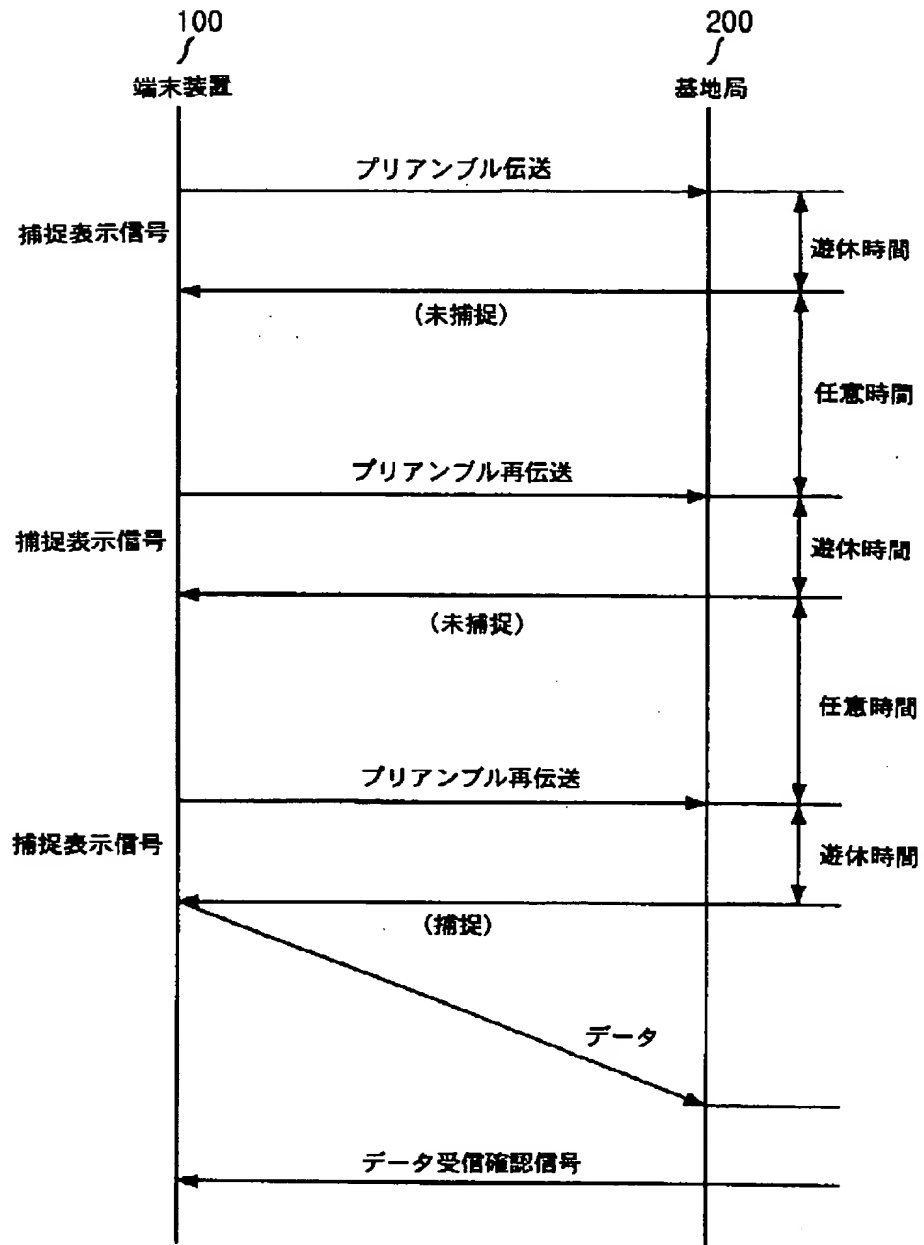 100
200
端末装置
基地局
プリアンブル伝送
捕捉表示信号
遊休時間
(未捕捉)
任意時間
プリアンブル再伝送
捕捉表示信号
遊休時間
(未捕捉)
任意時間
プリアンブル再伝送
捕捉表示信号
遊休時間
(捕捉)
データ
データ受信確認信号